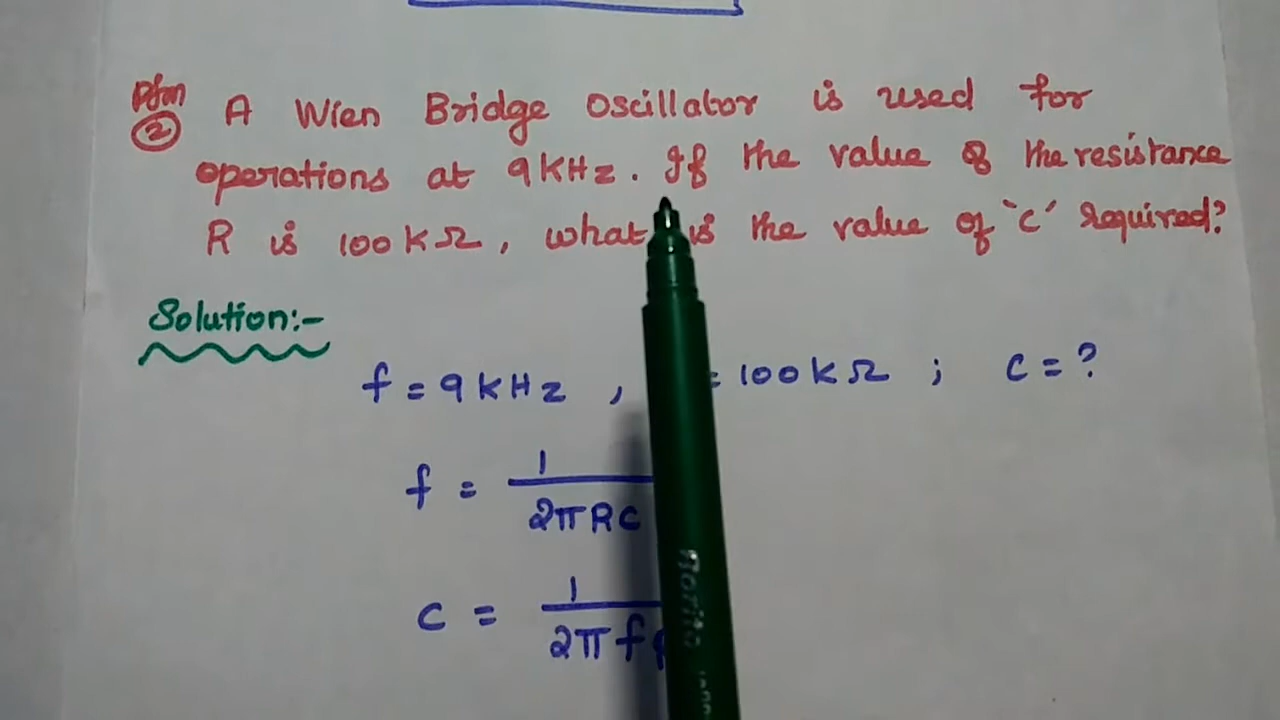 Pbm
② A Wien Bridge Oscillator is used for
operations at 9KHz. If the value of the resistance
R is 100KΩ, what is the value of 'C' required?
Solution:-
f = 9KHz , = 100KΩ ; C = ?
f = 1 / 2πRC
C = 1 / 2πf
Norita